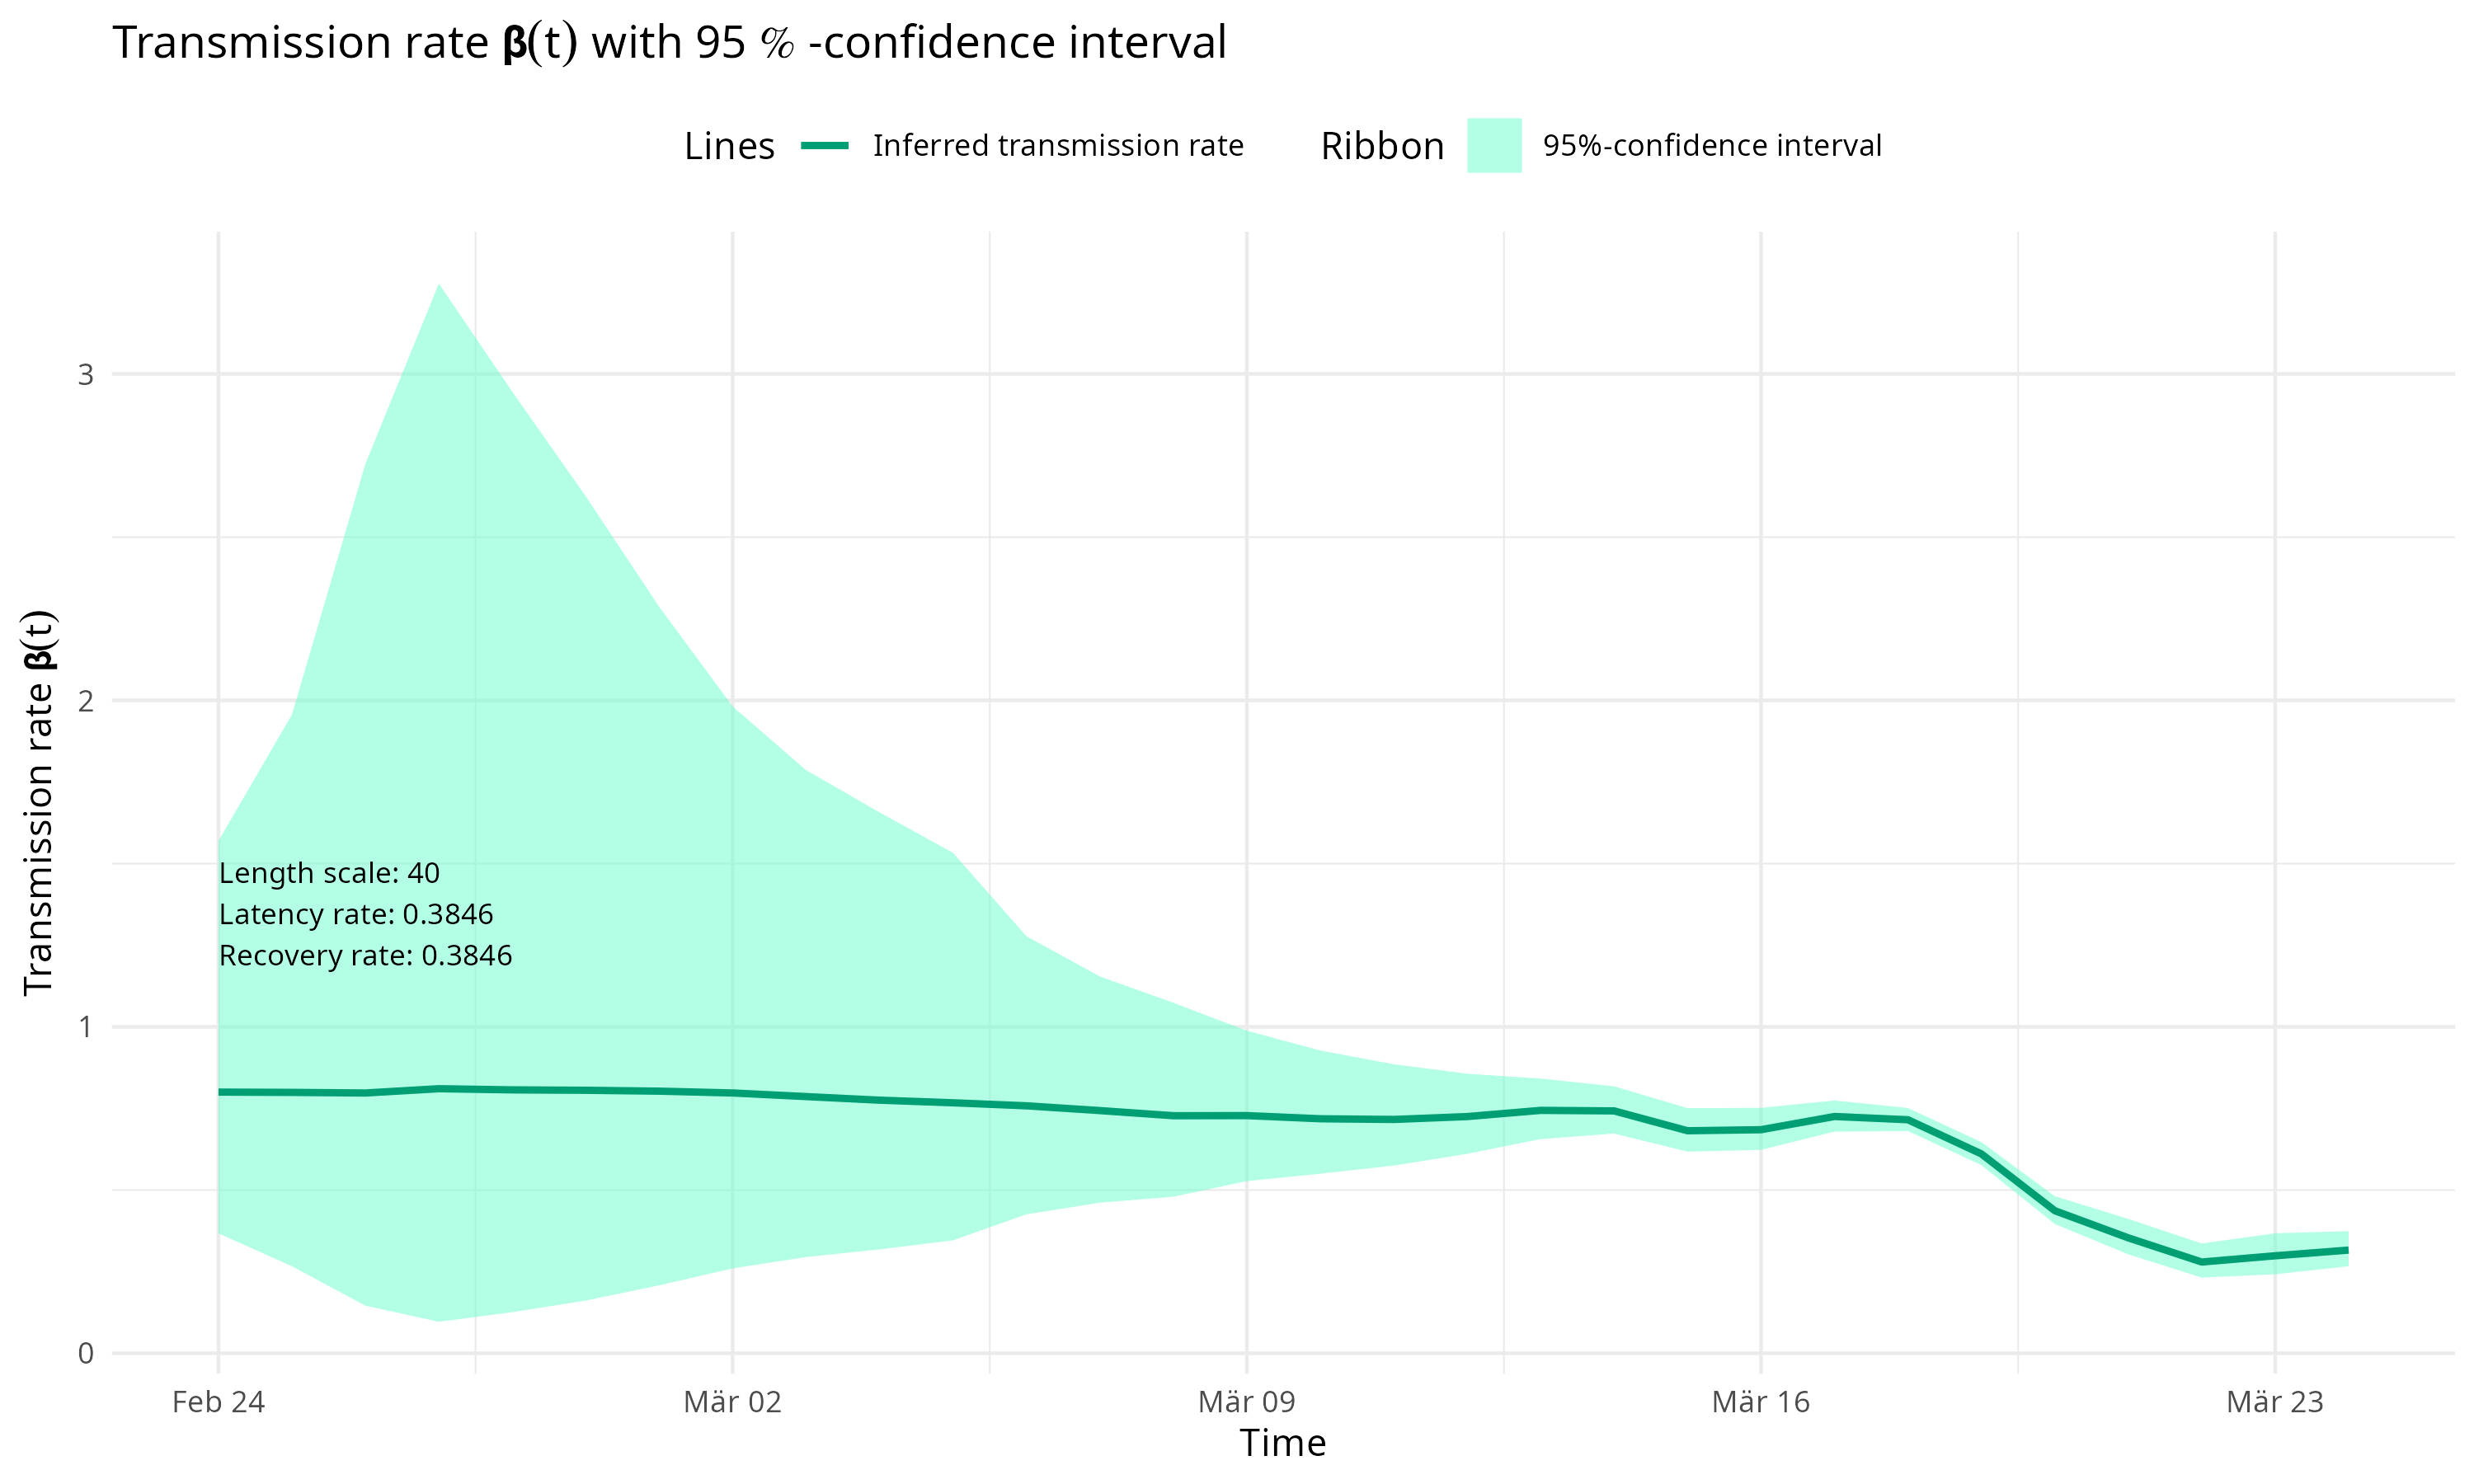 Transmission rate β(t) with 95 % -confidence interval
Lines Inferred transmission rate Ribbon 95%-confidence interval
Transmission rate β(t)
3
2
1
0
Length scale: 40
Latency rate: 0.3846
Recovery rate: 0.3846
Feb 24 Mär 02 Mär 09 Mär 16 Mär 23
Time